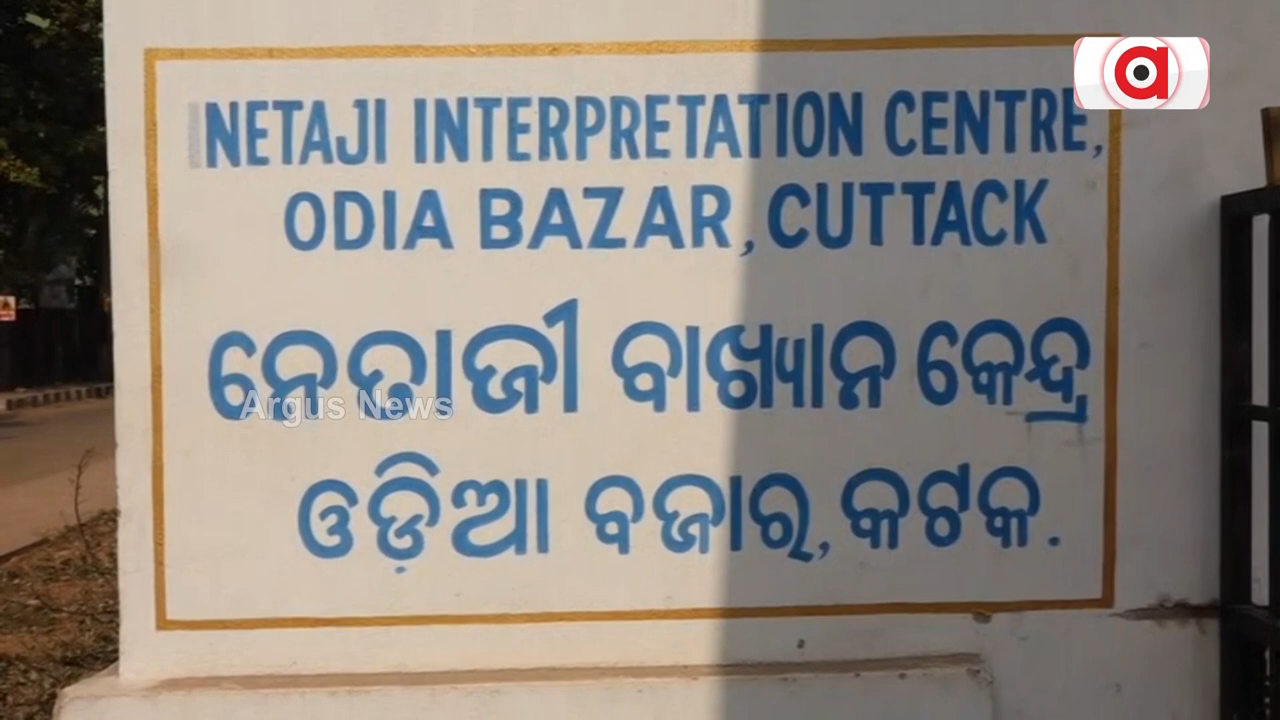 NETAJI INTERPRETATION CENTRE,
ODIA BAZAR, CUTTACK
ନେତାଜୀ ବାଖ୍ୟାନ କେନ୍ଦ୍ର
Argus News
ଓଡ଼ିଆ ବଜାର, କଟକ.